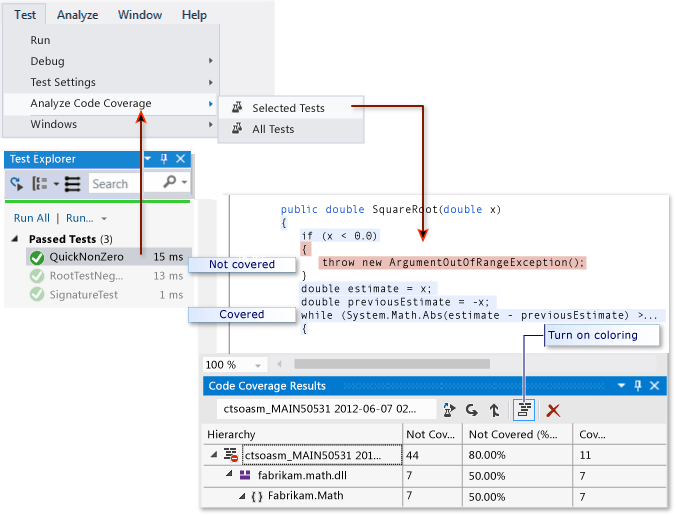 Test Analyze Window Help
Run
Debug
Test Settings
Analyze Code Coverage
Windows
Selected Tests
All Tests
Test Explorer
Search
Run All | Run...
Passed Tests (3)
QuickNonZero 15 ms
RootTestNeg... 13 ms
SignatureTest 1 ms
Not covered
Covered
public double SquareRoot(double x)
{
if (x < 0.0)
{
throw new ArgumentOutOfRangeException();
}
double estimate = x;
double previousEstimate = -x;
while (System.Math.Abs(estimate - previousEstimate) >...
{
Turn on coloring
100 %
Code Coverage Results
ctsoasm_MAIN50531 2012-06-07 02...
Hierarchy Not Cov... Not Covered (%... Cov...
ctsoasm_MAIN50531 201... 44 80.00% 11
fabrikam.math.dll 7 50.00% 7
{ } Fabrikam.Math 7 50.00% 7